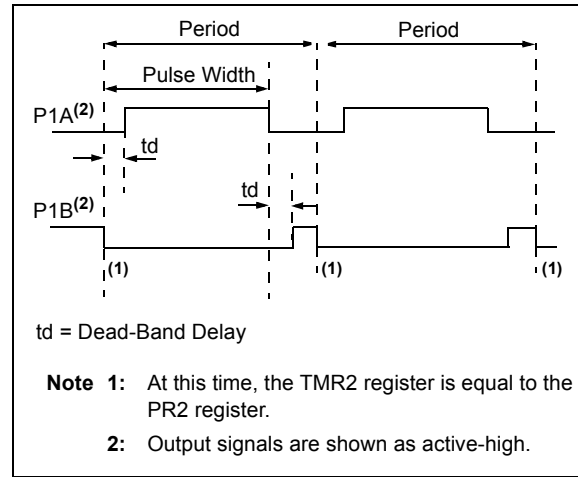 Period Period
Pulse Width
P1A(2)
td
td
P1B(2)
(1) (1) (1)
td = Dead-Band Delay
Note 1: At this time, the TMR2 register is equal to the
PR2 register.
2: Output signals are shown as active-high.